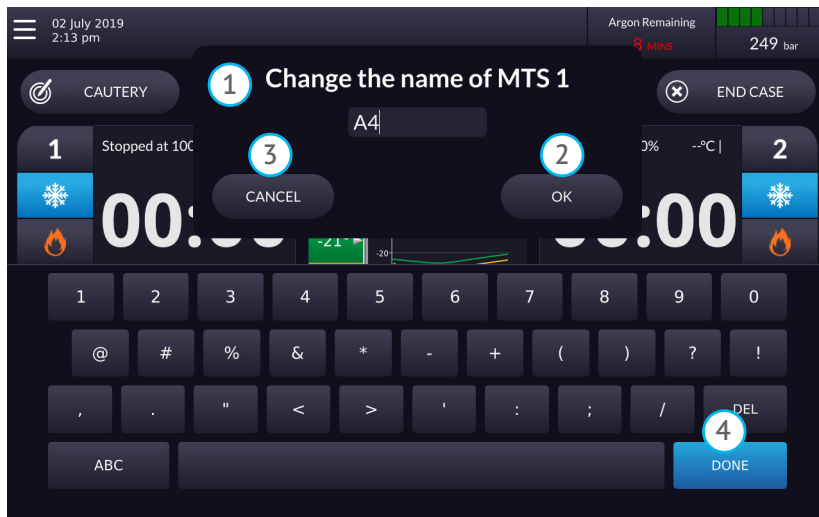 02 July 2019
2:13 pm
Argon Remaining
8 MINS
249 bar
1
Change the name of MTS 1
CAUTERY
END CASE
A4
1
Stopped at 100
3
2
0%
--°C |
2
CANCEL
OK
-21°
-20
:00
1 2 3 4 5 6 7 8 9 0
@ # % & * - + ( ) ? !
, . " < > ' : ; / DEL
4
ABC
DONE